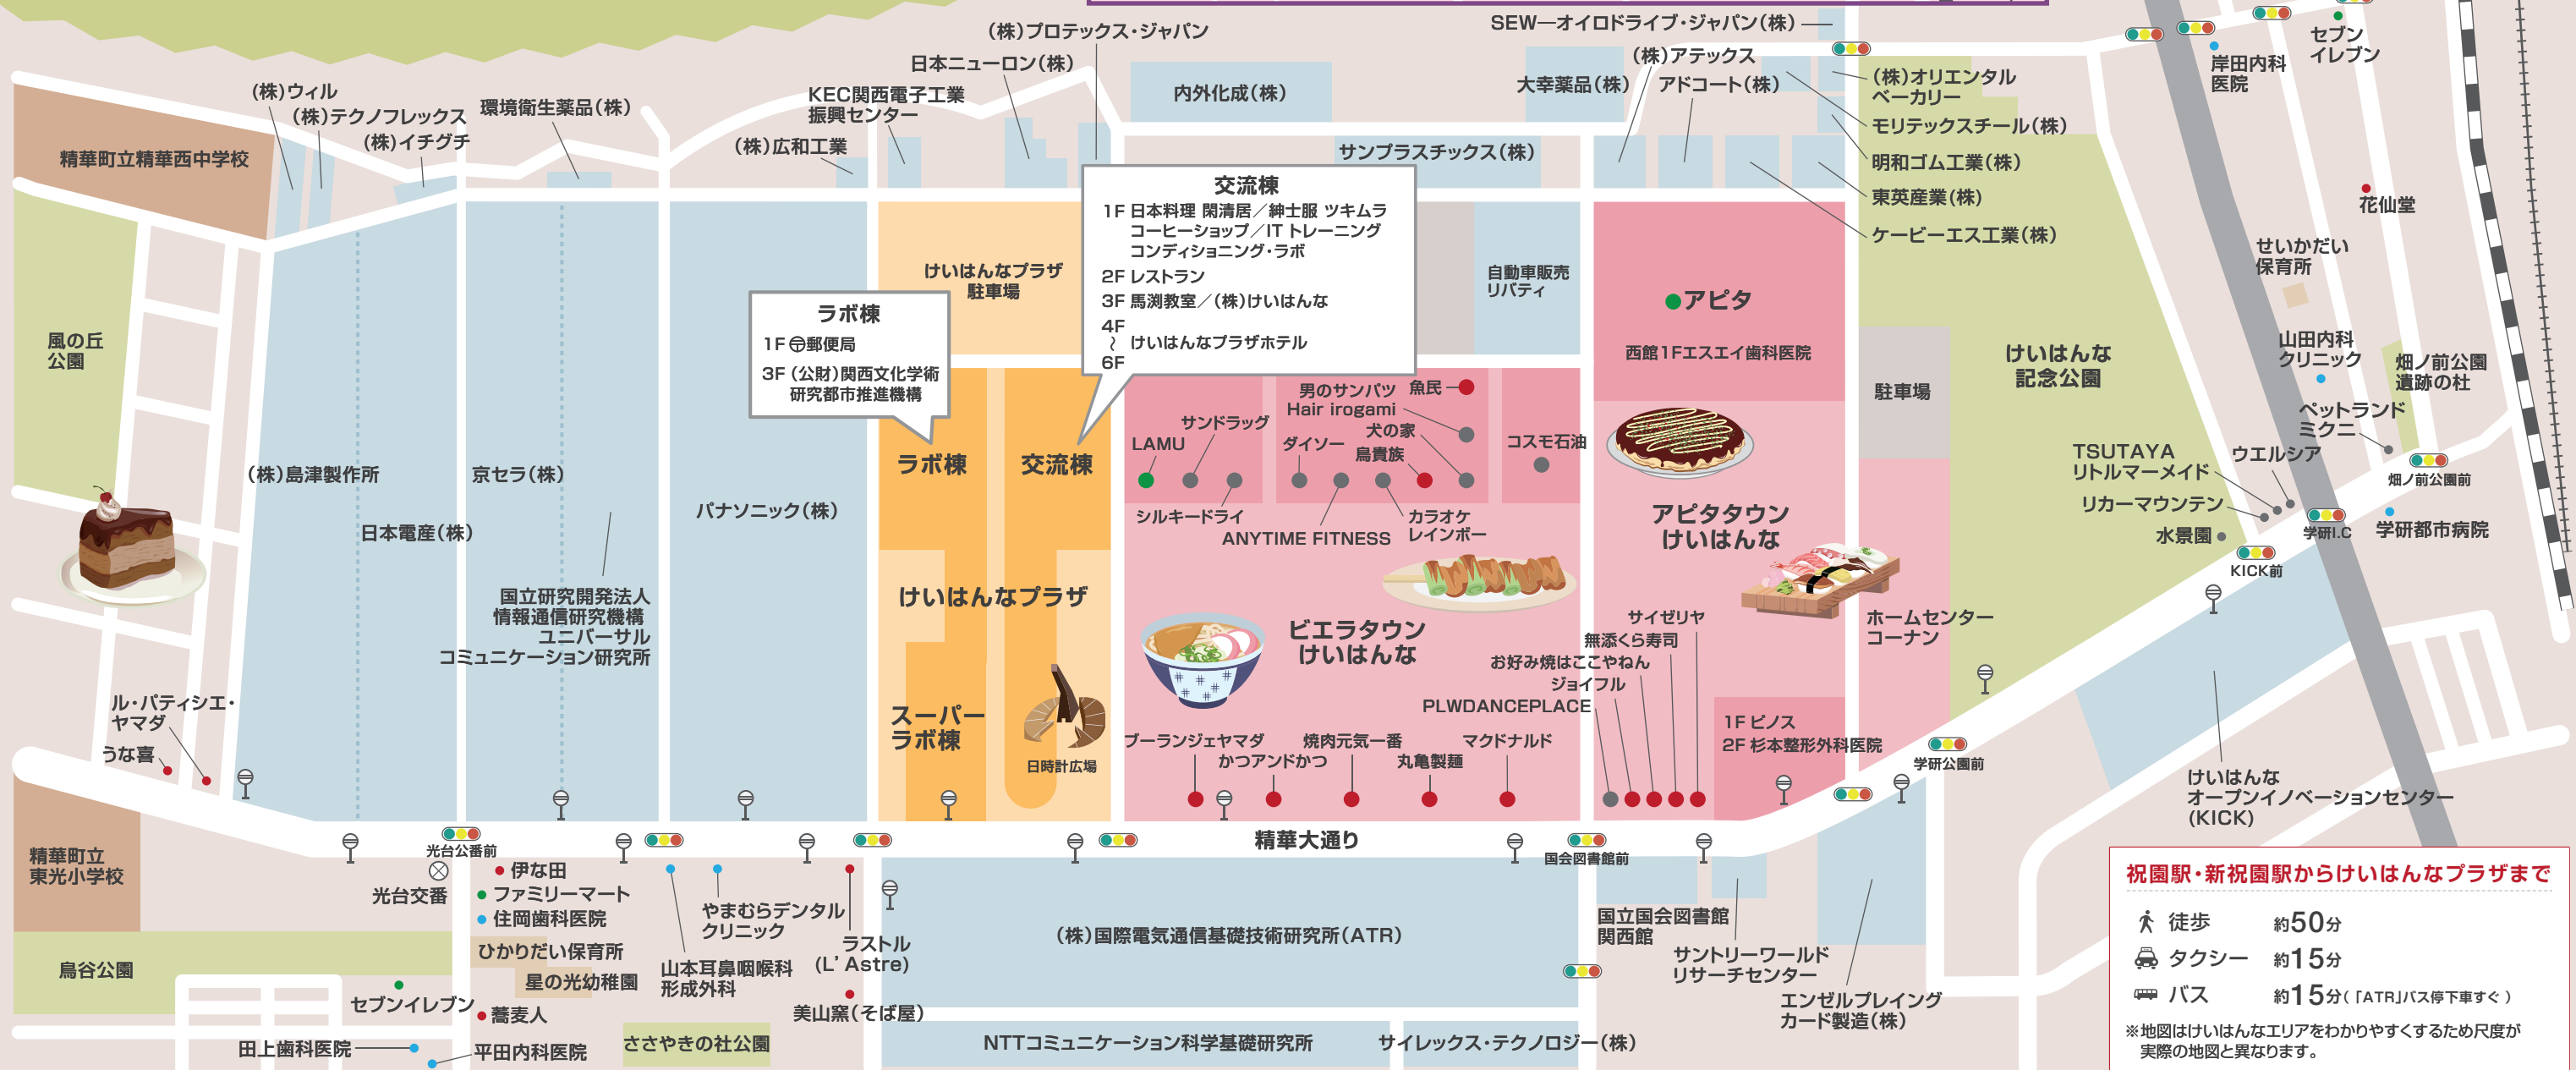 SEW―オイロドライブ・ジャパン（株）
（株）プロテックス・ジャパン
セブン
イレブン
日本ニューロン（株）
（株）アテックス
岸田内科
医院
（株）ウィル
KEC関西電子工業
振興センター
内外化成（株）
大幸薬品（株）
アドコート（株）
（株）オリエンタル
ベーカリー
（株）テクノフレックス
環境衛生薬品（株）
（株）イチグチ
（株）広和工業
モリテックスチール（株）
精華町立精華西中学校
サンプラスチックス（株）
明和ゴム工業（株）
東英産業（株）
花仙堂
ケービーエス工業（株）
交流棟
1F 日本料理 閑清居／紳士服 ツキムラ
コーヒーショップ／IT トレーニング
コンディショニング・ラボ
2F レストラン
3F 馬渕教室／（株）けいはんな
4F
〜 けいはんなプラザホテル
6F
けいはんなプラザ
駐車場
自動車販売
リバティ
せいかだい
保育所
ラボ棟
1F 〶郵便局
3F （公財）関西文化学術
研究都市推進機構
アピタ
西館1Fエスエイ歯科医院
風の丘
公園
けいはんな
記念公園
山田内科
クリニック
畑ノ前公園
遺跡の杜
駐車場
男のサンパツ
Hair irogami
魚民
犬の家
サンドラッグ
LAMU
ダイソー
鳥貴族
コスモ石油
ペットランド
ミクニ
TSUTAYA
リトルマーメイド
ウエルシア
ラボ棟
交流棟
（株）島津製作所
京セラ（株）
畑ノ前公園前
リカーマウンテン
パナソニック（株）
シルキードライ
ANYTIME FITNESS
カラオケ
レインボー
アピタタウン
けいはんな
日本電産（株）
水景園
学研I.C
学研都市病院
KICK前
国立研究開発法人
情報通信研究機構
ユニバーサル
コミュニケーション研究所
けいはんなプラザ
ビエラタウン
けいはんな
サイゼリヤ
無添くら寿司
お好み焼はここやねん
ジョイフル
PLWDANCEPLACE
ホームセンター
コーナン
ル・パティシエ・
ヤマダ
うな喜
スーパー
ラボ棟
日時計広場
ブーランジェヤマダ
かつアンドかつ
焼肉元気一番
丸亀製麺
マクドナルド
1F ピノス
2F 杉本整形外科医院
学研公園前
けいはんな
オープンイノベーションセンター
（KICK）
精華大通り
光台公番前
国会図書館前
精華町立
東光小学校
光台交番
伊な田
ファミリーマート
住岡歯科医院
やまむらデンタル
クリニック
ひかりだい保育所
星の光幼稚園
山本耳鼻咽喉科
形成外科
ラストル
（L’Astre）
美山窯（そば屋）
（株）国際電気通信基礎技術研究所（ATR）
国立国会図書館
関西館
サントリーワールド
リサーチセンター
エンゼルプレイング
カード製造（株）
鳥谷公園
セブンイレブン
蕎麦人
田上歯科医院
平田内科医院
ささやきの社公園
NTTコミュニケーション科学基礎研究所
サイレックス・テクノロジー（株）
祝園駅・新祝園駅からけいはんなプラザまで
徒歩 約50分
タクシー 約15分
バス 約15分（「ATR」バス停下車すぐ ）
※地図はけいはんなエリアをわかりやすくするため尺度が
実際の地図と異なります。